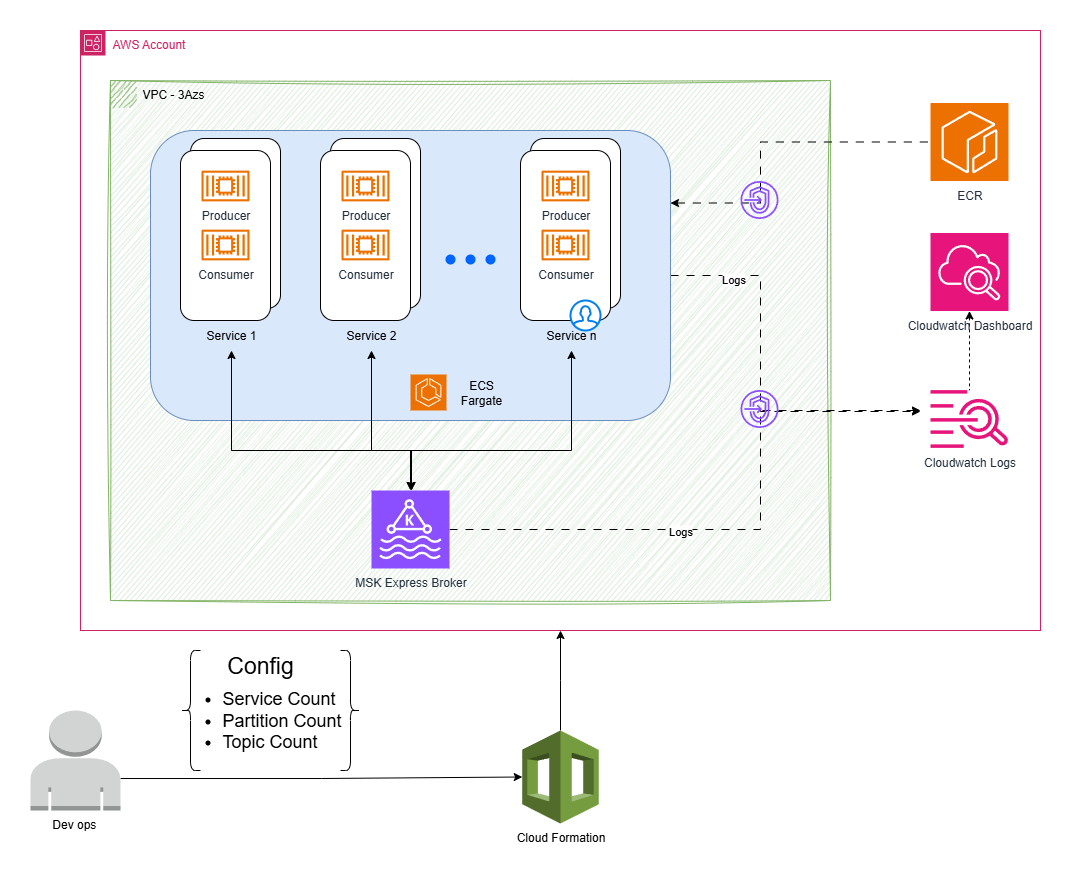 AWS Account
VPC - 3Azs
Producer
Consumer
Service 1
Producer
Consumer
Service 2
Producer
Consumer
Service n
ECS
Fargate
K
MSK Express Broker
Logs
Logs
ECR
Cloudwatch Dashboard
Cloudwatch Logs
Config
• Service Count
• Partition Count
• Topic Count
Dev ops
Cloud Formation